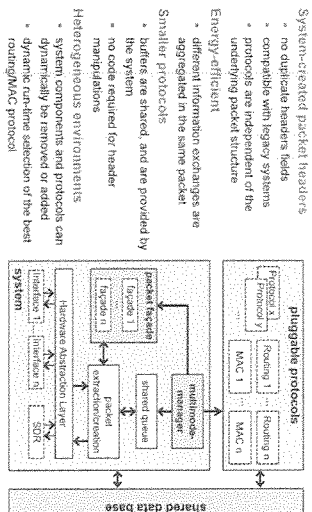 System-created packet headers
• no duplicate headers fields
• compatible with legacy systems
• protocols are independent of the
underlying packet structure
Energy-efficient
• different information exchanges are
aggregated in the same packet
Smaller protocols
• buffers are shared, and are provided by
the system
• no code required for header
manipulations
Heterogeneous environments
• system components and protocols can
dynamically be removed or added
• dynamic run-time selection of the best
routing/MAC protocol
pluggable protocols
Protocol x
Protocol y
Routing 1
Routing n
MAC 1
MAC n
packet façade
façade 1
façade n
multimode-
manager
shared queue
packet
extraction/creation
Hardware Abstraction Layer
interface 1
interface n
SDR
system
shared data base